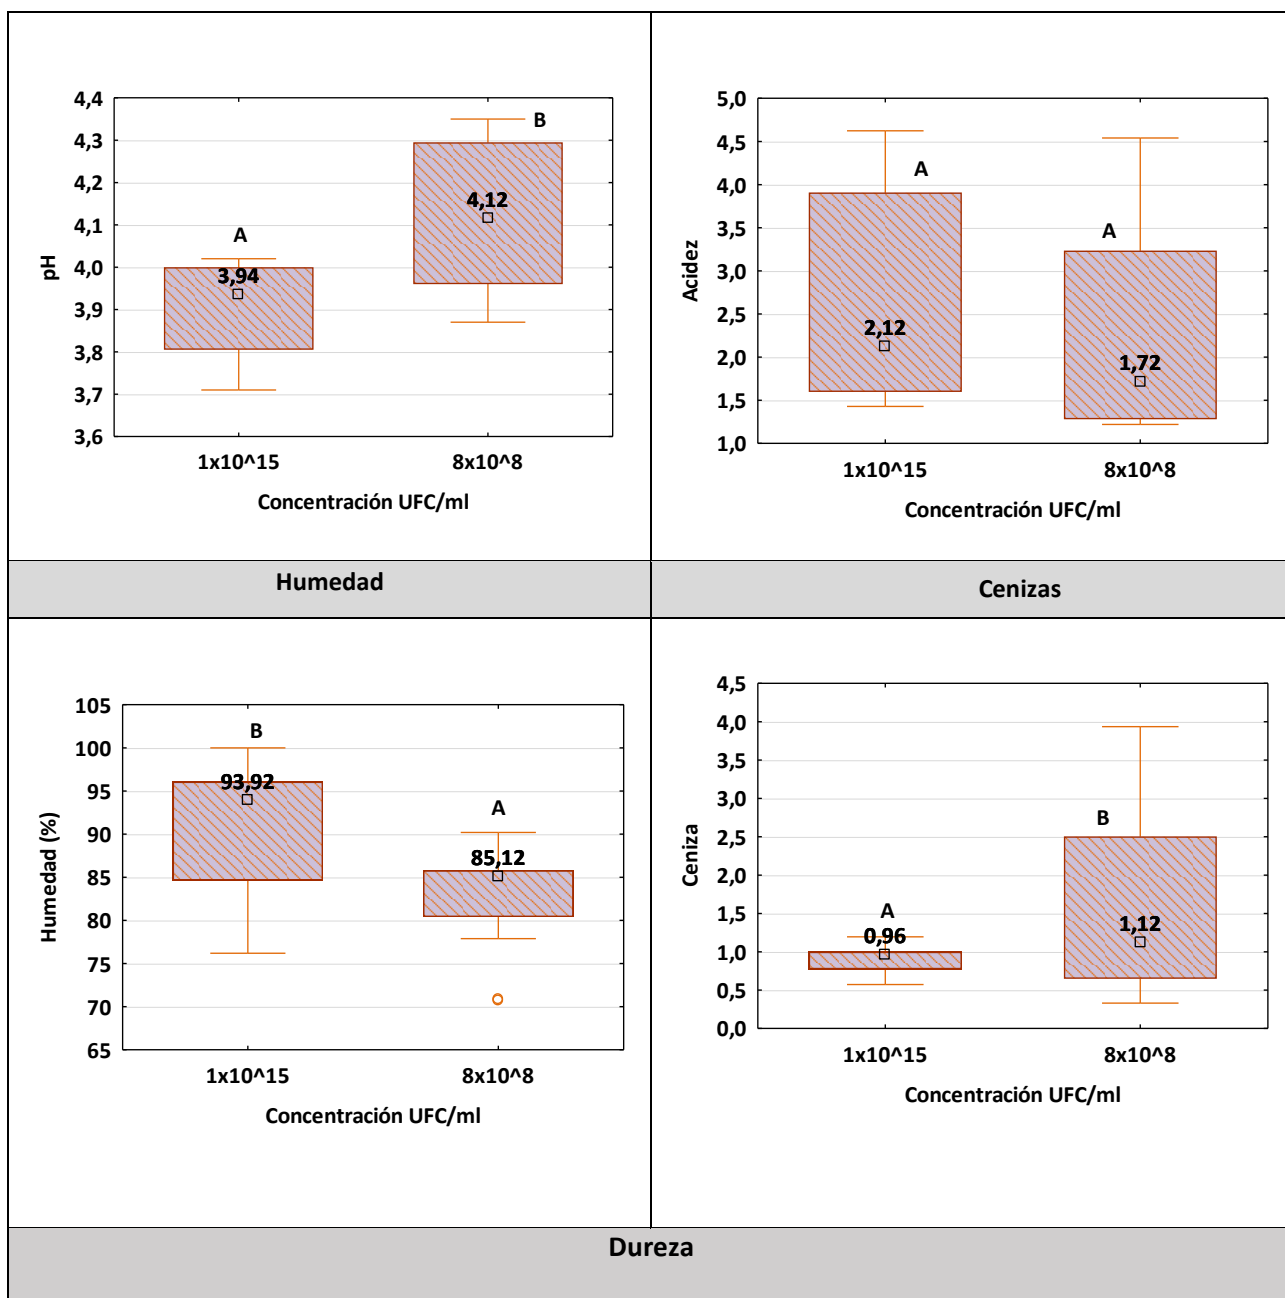 4,4
4,3
4,2
4,1
4,0
3,9
3,8
3,7
3,6
pH
A
3,94
B
4,12
1x10^15
8x10^8
Concentración UFC/ml
5,0
4,5
4,0
3,5
3,0
2,5
2,0
1,5
1,0
Acidez
A
2,12
A
1,72
1x10^15
8x10^8
Concentración UFC/ml
Humedad
Cenizas
105
100
95
90
85
80
75
70
65
Humedad (%)
B
93,92
A
85,12
1x10^15
8x10^8
Concentración UFC/ml
4,5
4,0
3,5
3,0
2,5
2,0
1,5
1,0
0,5
0,0
Ceniza
A
0,96
B
1,12
1x10^15
8x10^8
Concentración UFC/ml
Dureza